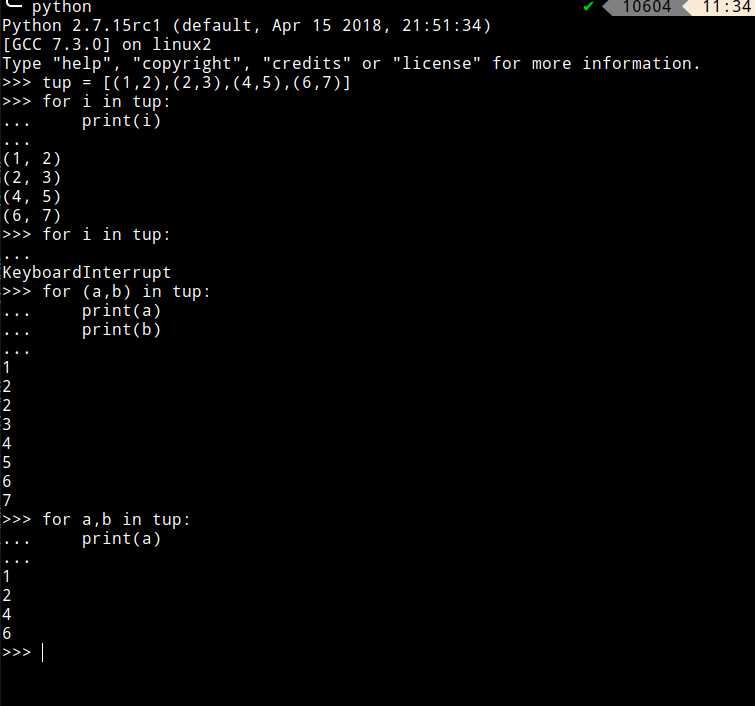 python ✔ 10604 11:34
Python 2.7.15rc1 (default, Apr 15 2018, 21:51:34)
[GCC 7.3.0] on linux2
Type "help", "copyright", "credits" or "license" for more information.
>>> tup = [(1,2),(2,3),(4,5),(6,7)]
>>> for i in tup:
...     print(i)
...
(1, 2)
(2, 3)
(4, 5)
(6, 7)
>>> for i in tup:
...
KeyboardInterrupt
>>> for (a,b) in tup:
...     print(a)
...     print(b)
...
1
2
2
3
4
5
6
7
>>> for a,b in tup:
...     print(a)
...
1
2
4
6
>>>